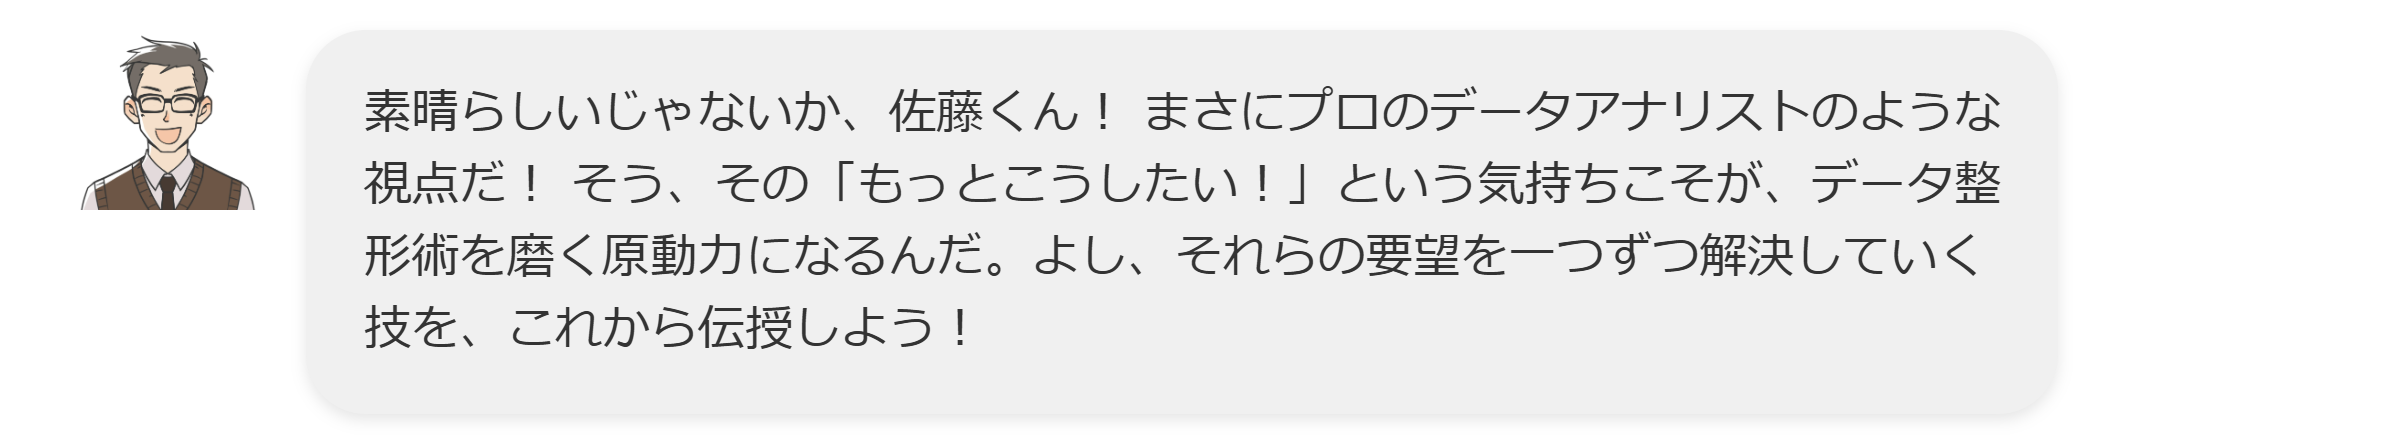 素晴らしいじゃないか、佐藤くん！ まさにプロのデータアナリストのような
視点だ！ そう、その「もっとこうしたい！」という気持ちこそが、データ整
形術を磨く原動力になるんだ。よし、それらの要望を一つずつ解決していく
技を、これから伝授しよう！